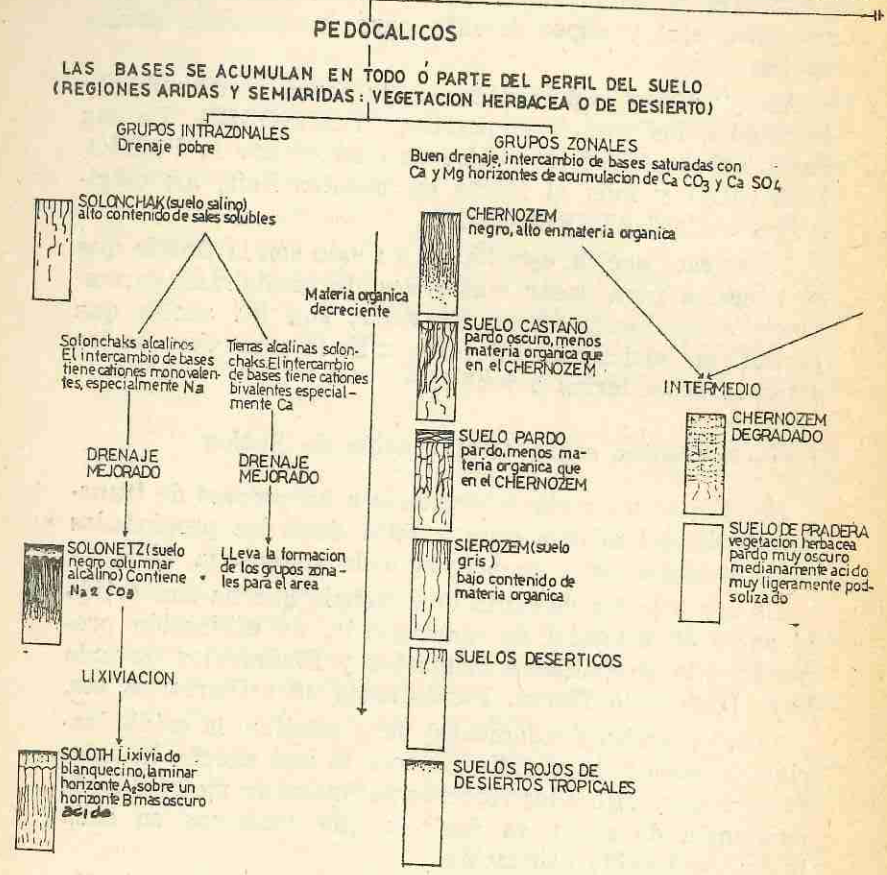 PEDOCALICOS
LAS BASES SE ACUMULAN EN TODO Ó PARTE DEL PERFIL DEL SUELO
(REGIONES ARIDAS Y SEMIARIDAS: VEGETACION HERBACEA O DE DESIERTO)
GRUPOS INTRAZONALES
Drenaje pobre
SOLONCHAK (suelo salino)
alto contenido de sales solubles
Solonchaks alcalinos
El intercambio de bases
tiene cationes monovalen-
tes, especialmente Na
Tierras alcalinas solon-
chaks. El intercambio
de bases tiene cationes
bivalentes especial-
mente Ca
DRENAJE
MEJORADO
DRENAJE
MEJORADO
SOLONETZ (suelo
negro columnar
alcalino) Contiene
Na2 CO3
LLeva la formacion
de los grupos zona-
les para el area
LIXIVIACION
SOLOTH Lixiviado
blanquecino, laminar
horizonte A2 sobre un
horizonte B mas oscuro
acido
Materia organica
decreciente
GRUPOS ZONALES
Buen drenaje, intercambio de bases saturadas con
Ca y Mg horizontes de acumulacion de Ca CO3 y Ca SO4
CHERNOZEM
negro, alto en materia organica
SUELO CASTAÑO
pardo oscuro, menos
materia organica que
en el CHERNOZEM
SUELO PARDO
pardo, menos ma-
teria organica que
en el CHERNOZEM
SIEROZEM (suelo
gris)
bajo contenido de
materia organica
SUELOS DESERTICOS
SUELOS ROJOS DE
DESIERTOS TROPICALES
INTERMEDIO
CHERNOZEM
DEGRADADO
SUELO DE PRADERA
vegetacion herbacea
pardo muy oscuro
medianamente acido
muy ligeramente pod-
solizado